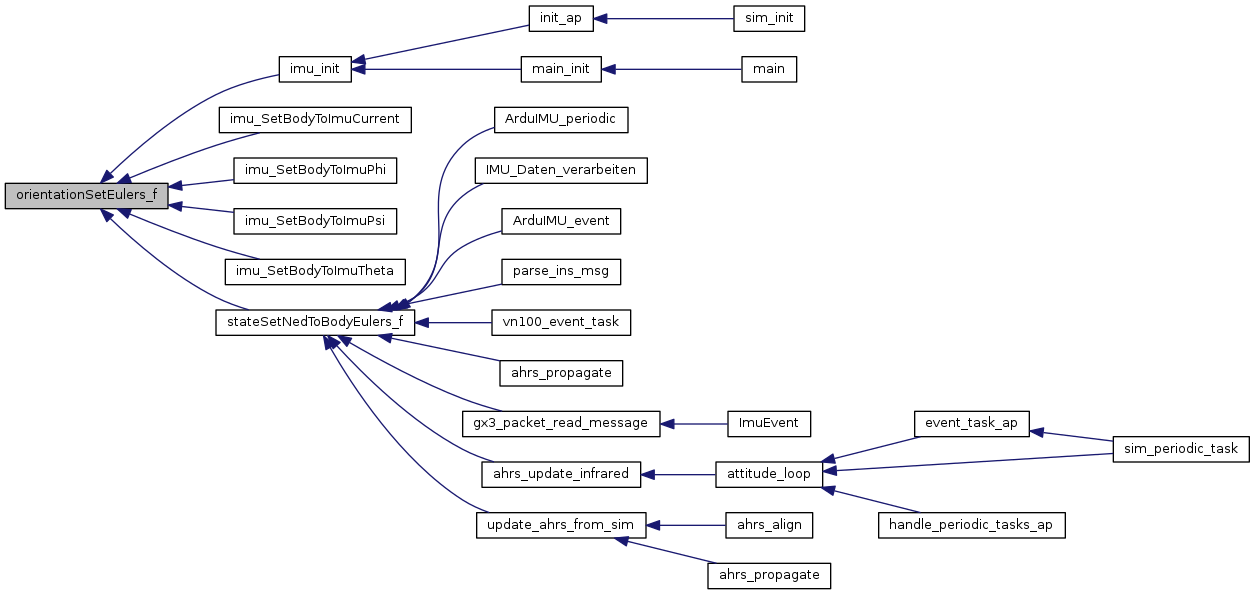 init_ap
sim_init
imu_init
main_init
main
imu_SetBodyToImuCurrent
ArduIMU_periodic
imu_SetBodyToImuPhi
IMU_Daten_verarbeiten
orientationSetEulers_f
imu_SetBodyToImuPsi
ArduIMU_event
imu_SetBodyToImuTheta
parse_ins_msg
stateSetNedToBodyEulers_f
vn100_event_task
ahrs_propagate
gx3_packet_read_message
ImuEvent
event_task_ap
sim_periodic_task
ahrs_update_infrared
attitude_loop
update_ahrs_from_sim
ahrs_align
handle_periodic_tasks_ap
ahrs_propagate